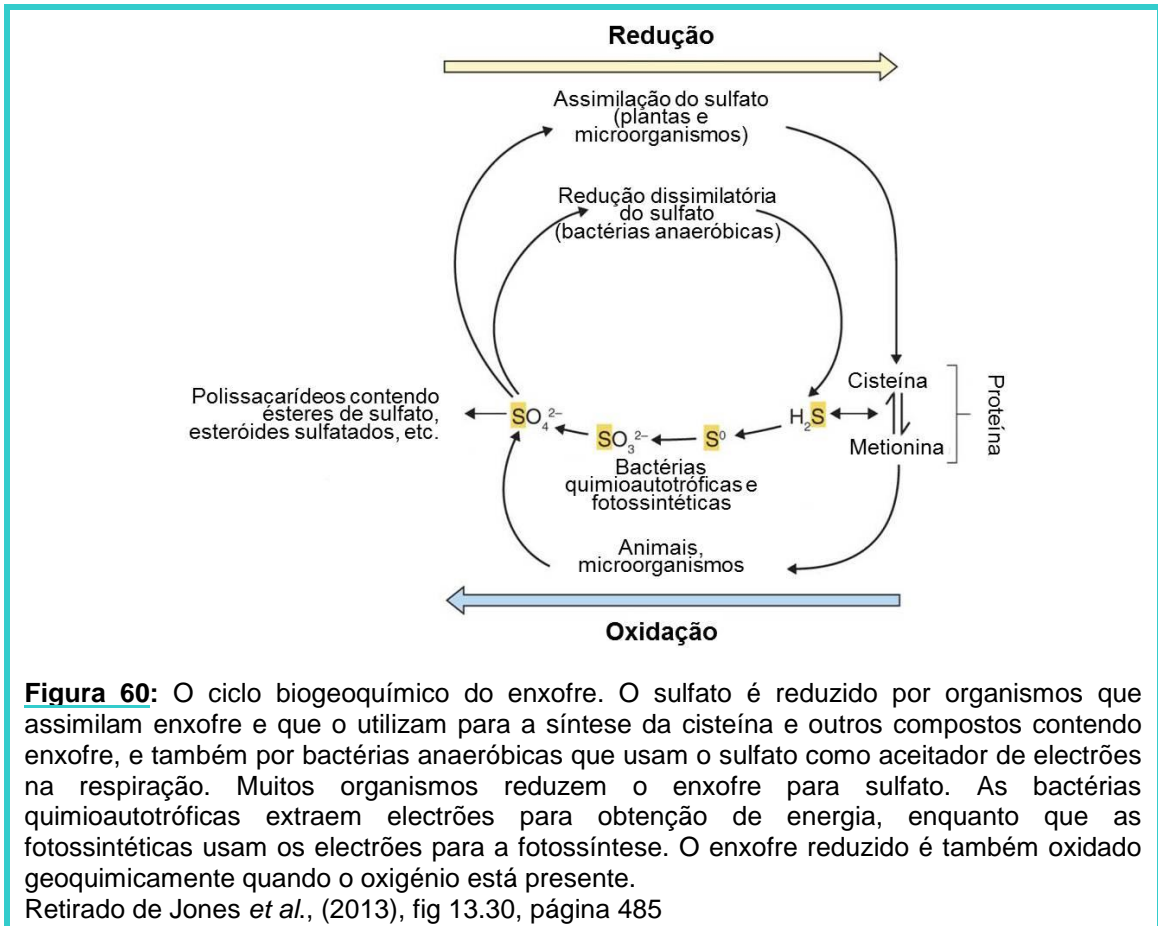 Redução
Assimilação do sulfato
(plantas e
microorganismos)
Redução dissimilatória
do sulfato
(bactérias anaeróbicas)
Polissacarídeos contendo
ésteres de sulfato,
esteróides sulfatados, etc.
SO₄²⁻
SO₃²⁻
S⁰
H₂S
Cisteína
Metionina
Proteína
Bactérias
quimioautotróficas e
fotossintéticas
Animais,
microorganismos
Oxidação
Figura 60: O ciclo biogeoquímico do enxofre. O sulfato é reduzido por organismos que
assimilam enxofre e que o utilizam para a síntese da cisteína e outros compostos contendo
enxofre, e também por bactérias anaeróbicas que usam o sulfato como aceitador de electrões
na respiração. Muitos organismos reduzem o enxofre para sulfato. As bactérias
quimioautotróficas extraem electrões para obtenção de energia, enquanto que as
fotossintéticas usam os electrões para a fotossíntese. O enxofre reduzido é também oxidado
geoquimicamente quando o oxigénio está presente.
Retirado de Jones et al., (2013), fig 13.30, página 485